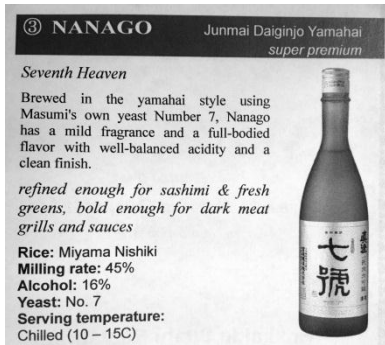 ③ NANAGO
Junmai Daiginjo Yamahai
super premium
Seventh Heaven
Brewed in the yamahai style using
Masumi's own yeast Number 7, Nanago
has a mild fragrance and a full-bodied
flavor with well-balanced acidity and a
clean finish.
refined enough for sashimi & fresh
greens, bold enough for dark meat
grills and sauces
Rice: Miyama Nishiki
Milling rate: 45%
Alcohol: 16%
Yeast: No. 7
Serving temperature:
Chilled (10 – 15C)
七號